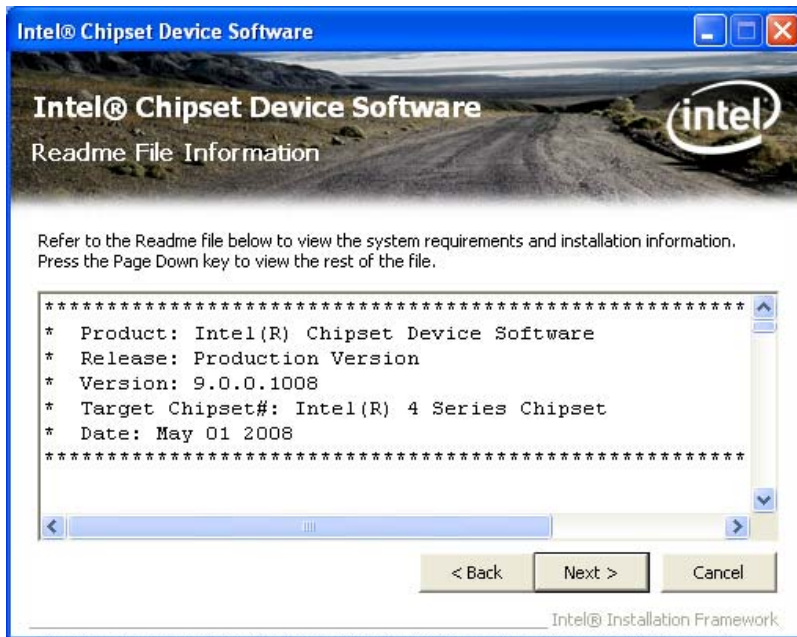 Intel® Chipset Device Software
Intel® Chipset Device Software
intel
Readme File Information
Refer to the Readme file below to view the system requirements and installation information.
Press the Page Down key to view the rest of the file.
********************************************************
*  Product: Intel(R) Chipset Device Software
*  Release: Production Version
*  Version: 9.0.0.1008
*  Target Chipset#: Intel(R) 4 Series Chipset
*  Date: May 01 2008
********************************************************
< Back Next > Cancel
Intel® Installation Framework